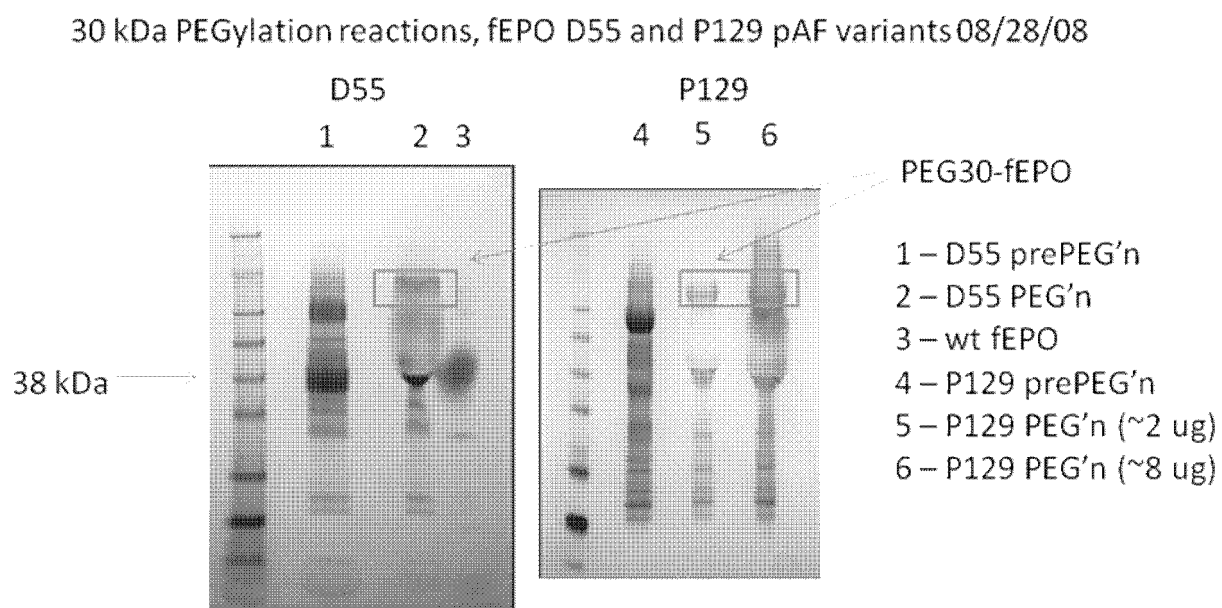 30 kDa PEGylation reactions, fEPO D55 and P129 pAF variants 08/28/08
D55
P129
1 2 3
4 5 6
PEG30-fEPO
38 kDa
1 – D55 prePEG'n
2 – D55 PEG'n
3 – wt fEPO
4 – P129 prePEG'n
5 – P129 PEG'n (~2 ug)
6 – P129 PEG'n (~8 ug)